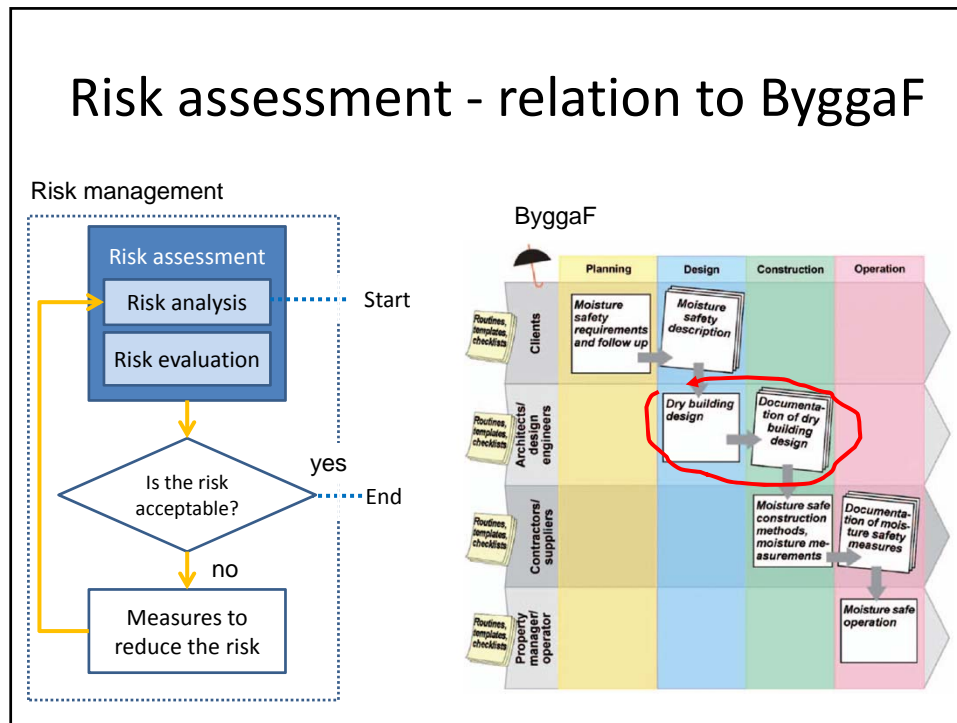 Risk assessment - relation to ByggaF
Risk management
Risk assessment
Risk analysis
Start
Risk evaluation
Is the risk
acceptable?
yes
End
no
Measures to
reduce the risk
ByggaF
Planning
Design
Construction
Operation
Routines,
templates,
checklists
Clients
Moisture
safety
requirements
and follow up
Moisture
safety
description
Routines,
templates,
checklists
Architects/
design
engineers
Dry building
design
Documenta-
tion of dry
building
design
Routines,
templates,
checklists
Contractors/
suppliers
Moisture safe
construction
methods,
moisture me-
asurements
Documenta-
tion of mois-
ture safety
measures
Routines,
templates,
checklists
Property
manager/
operator
Moisture safe
operation